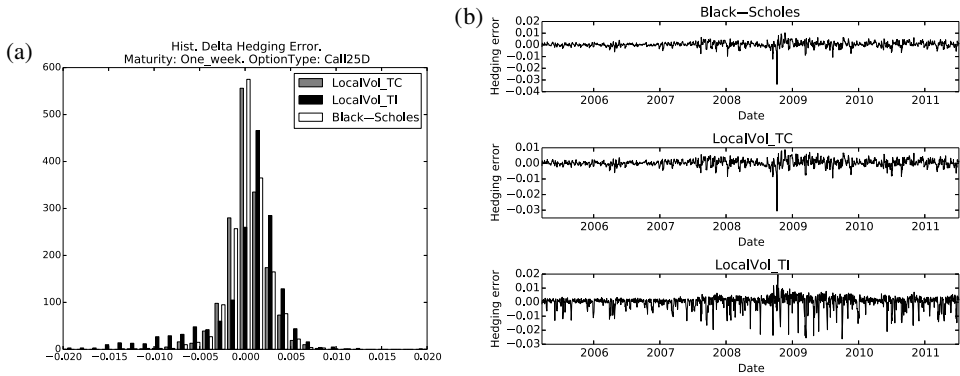 (a)
Hist. Delta Hedging Error.
Maturity: One_week. OptionType: Call25D
600
500
400
300
200
100
0
LocalVol_TC
LocalVol_TI
Black−Scholes
−0.020 −0.015 −0.010 −0.005 0.000 0.005 0.010 0.015 0.020
(b)
Black−Scholes
Hedging error
0.02
0.01
0.00
−0.01
−0.02
−0.03
−0.04
2006 2007 2008 2009 2010 2011
Date
LocalVol_TC
Hedging error
0.01
0.00
−0.01
−0.02
−0.03
2006 2007 2008 2009 2010 2011
Date
LocalVol_TI
Hedging error
0.02
0.01
0.00
−0.01
−0.02
−0.03
2006 2007 2008 2009 2010 2011
Date